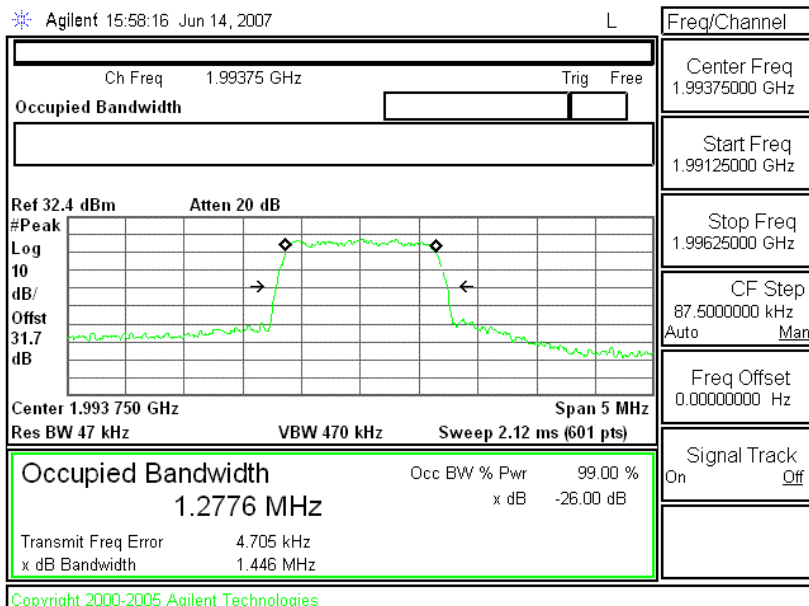 Agilent 15:58:16 Jun 14, 2007 L
Freq/Channel
Ch Freq 1.99375 GHz Trig Free
Occupied Bandwidth
Center Freq
1.99375000 GHz
Start Freq
1.99125000 GHz
Stop Freq
1.99625000 GHz
CF Step
87.5000000 kHz
Auto Man
Freq Offset
0.00000000 Hz
Signal Track
On Off
Ref 32.4 dBm Atten 20 dB
#Peak
Log
10
dB/
Offst
31.7
dB
Center 1.993 750 GHz Span 5 MHz
Res BW 47 kHz VBW 470 kHz Sweep 2.12 ms (601 pts)
Occupied Bandwidth Occ BW % Pwr 99.00 %
1.2776 MHz x dB -26.00 dB
Transmit Freq Error 4.705 kHz
x dB Bandwidth 1.446 MHz
Copyright 2000-2005 Agilent Technologies